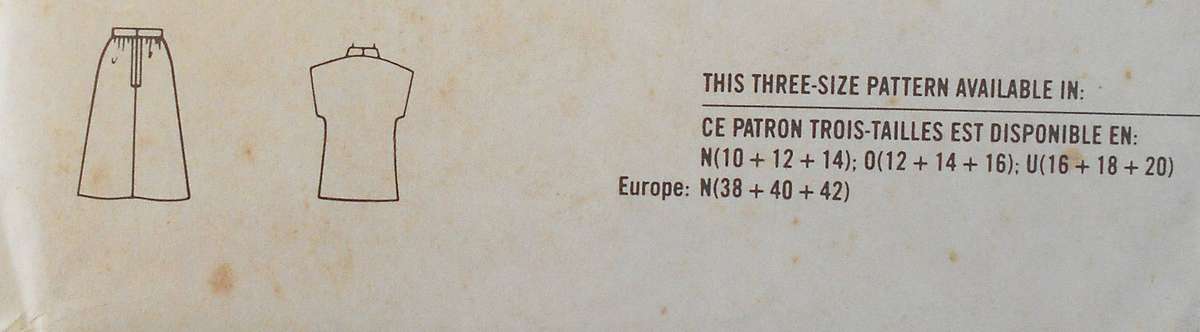 THIS THREE-SIZE PATTERN AVAILABLE IN:
CE PATRON TROIS-TAILLES EST DISPONIBLE EN:
N(10 + 12 + 14); O(12 + 14 + 16); U(16 + 18 + 20)
Europe: N(38 + 40 + 42)